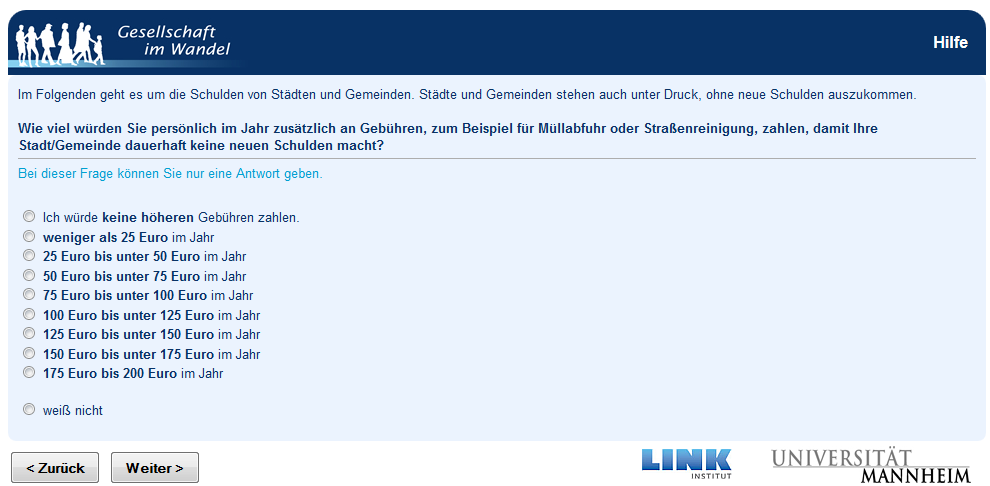 Gesellschaft
im Wandel
Hilfe
Im Folgenden geht es um die Schulden von Städten und Gemeinden. Städte und Gemeinden stehen auch unter Druck, ohne neue Schulden auszukommen.
Wie viel würden Sie persönlich im Jahr zusätzlich an Gebühren, zum Beispiel für Müllabfuhr oder Straßenreinigung, zahlen, damit Ihre
Stadt/Gemeinde dauerhaft keine neuen Schulden macht?
Bei dieser Frage können Sie nur eine Antwort geben.
Ich würde keine höheren Gebühren zahlen.
weniger als 25 Euro im Jahr
25 Euro bis unter 50 Euro im Jahr
50 Euro bis unter 75 Euro im Jahr
75 Euro bis unter 100 Euro im Jahr
100 Euro bis unter 125 Euro im Jahr
125 Euro bis unter 150 Euro im Jahr
150 Euro bis unter 175 Euro im Jahr
175 Euro bis 200 Euro im Jahr
weiß nicht
< Zurück
Weiter >
LINK
INSTITUT
UNIVERSITÄT
MANNHEIM